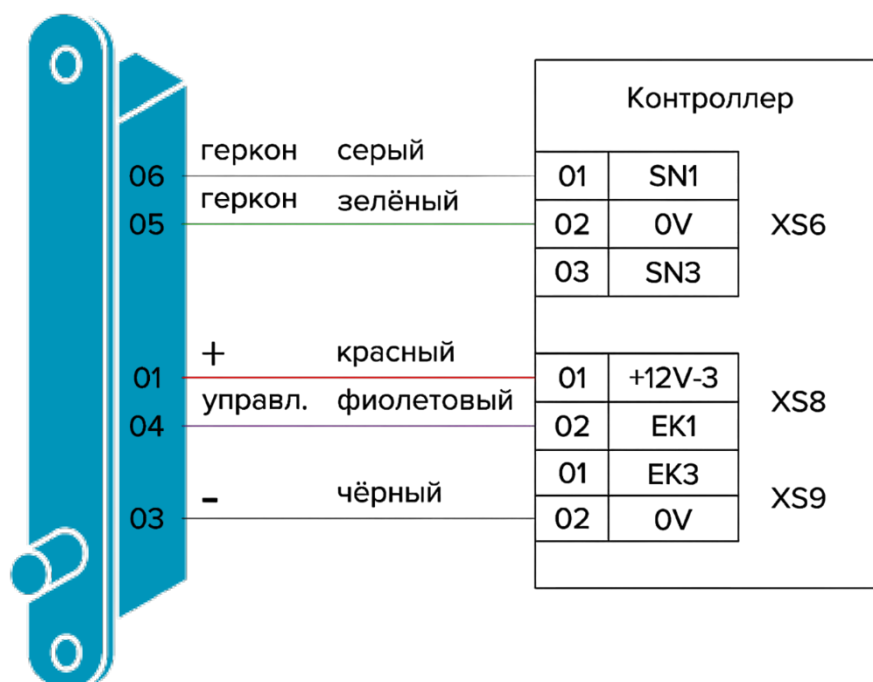 Контроллер
06 геркон серый 01 SN1
05 геркон зелёный 02 0V XS6
03 SN3
01 + красный 01 +12V-3 XS8
04 управл. фиолетовый 02 EK1
01 EK3 XS9
03 - чёрный 02 0V